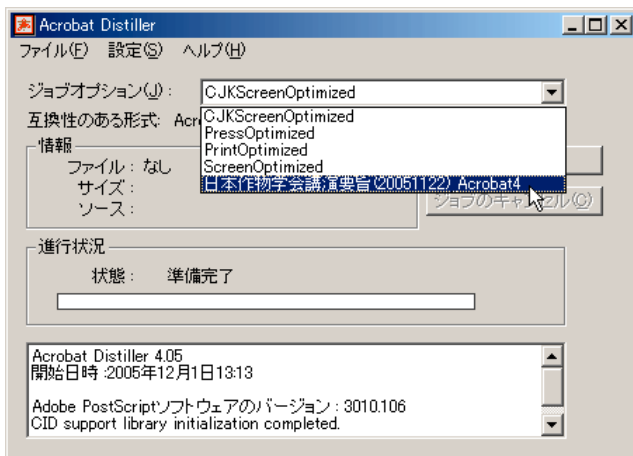 Acrobat Distiller
ファイル(F) 設定(S) ヘルプ(H)
ジョブオプション(J):
CJKScreenOptimized
互換性のある形式: Acr
CJKScreenOptimized
PressOptimized
PrintOptimized
ScreenOptimized
日本作物学会講演要旨(20051122) Acrobat4
情報
ファイル: なし
サイズ:
ソース:
ジョブのキャンセル(C)
進行状況
状態: 準備完了
Acrobat Distiller 4.05
開始日時 :2005年12月1日13:13
Adobe PostScriptソフトウェアのバージョン : 3010.106
CID support library initialization completed.